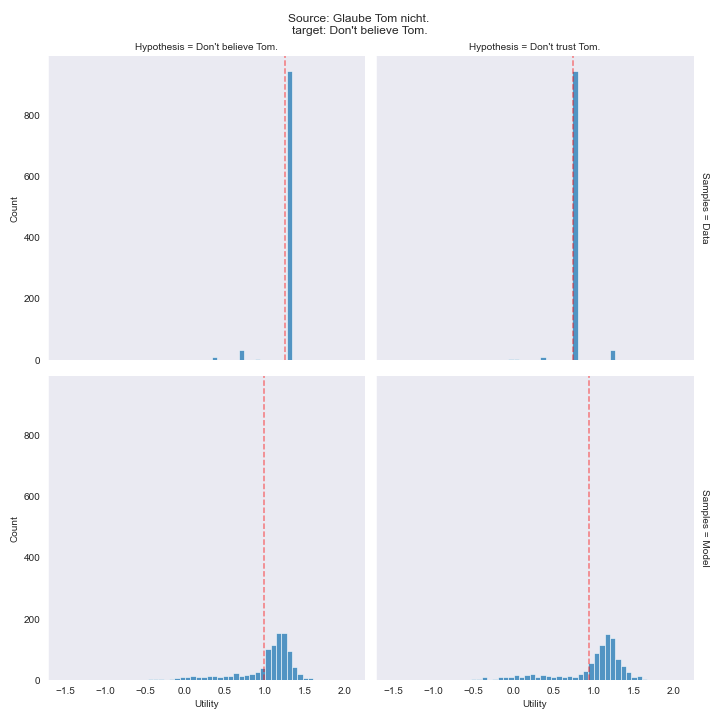 Source: Glaube Tom nicht.
target: Don't believe Tom.
Hypothesis = Don't believe Tom.
Hypothesis = Don't trust Tom.
800
600
400
200
0
Count
Samples = Data
800
600
400
200
0
Count
Samples = Model
−1.5 −1.0 −0.5 0.0 0.5 1.0 1.5 2.0
Utility
−1.5 −1.0 −0.5 0.0 0.5 1.0 1.5 2.0
Utility